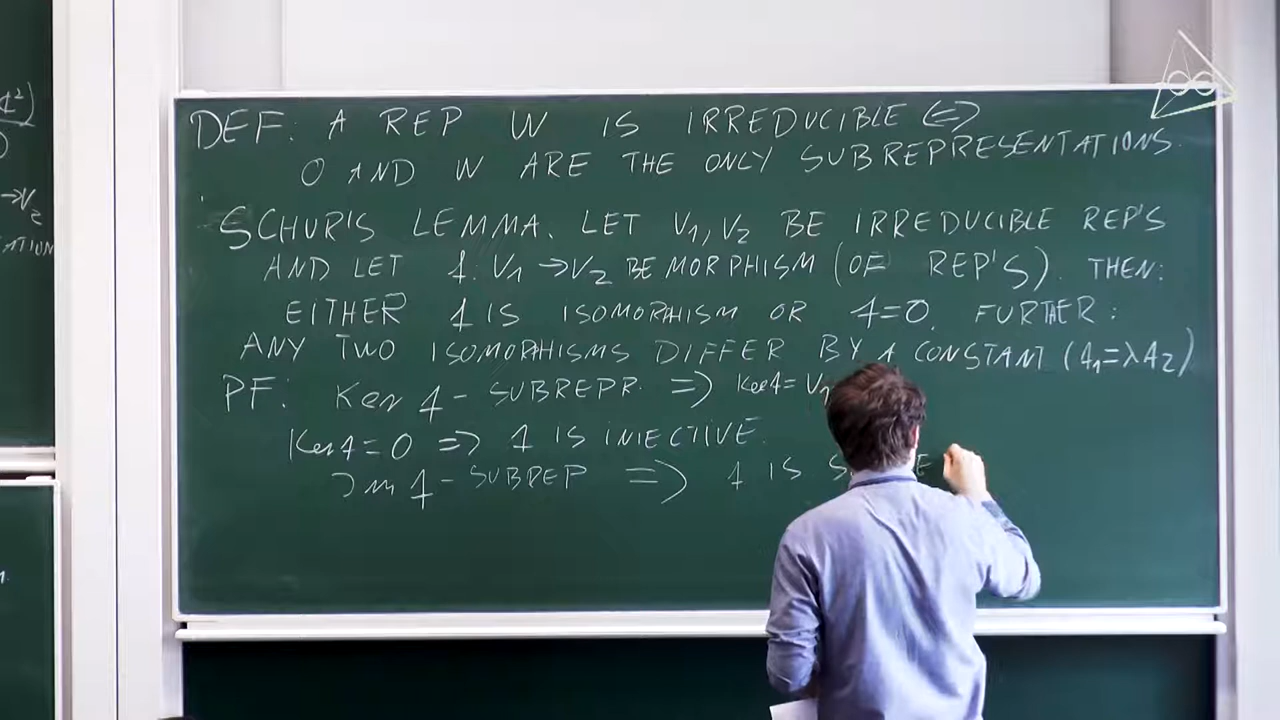 DEF: A REP W IS IRREDUCIBLE <=>
O AND W ARE THE ONLY SUBREPRESENTATIONS.
SCHUR'S LEMMA. LET V1, V2 BE IRREDUCIBLE REP'S
AND LET f: V1 → V2 BE MORPHISM (OF REP'S). THEN:
EITHER f IS ISOMORPHISM OR f=0. FURTHER:
ANY TWO ISOMORPHISMS DIFFER BY A CONSTANT (f1=λf2)
PF: Ker f - SUBREPR. => Ker f = V1
Ker f = 0 => f IS INIECTIVE.
Im f - SUBREP => f IS